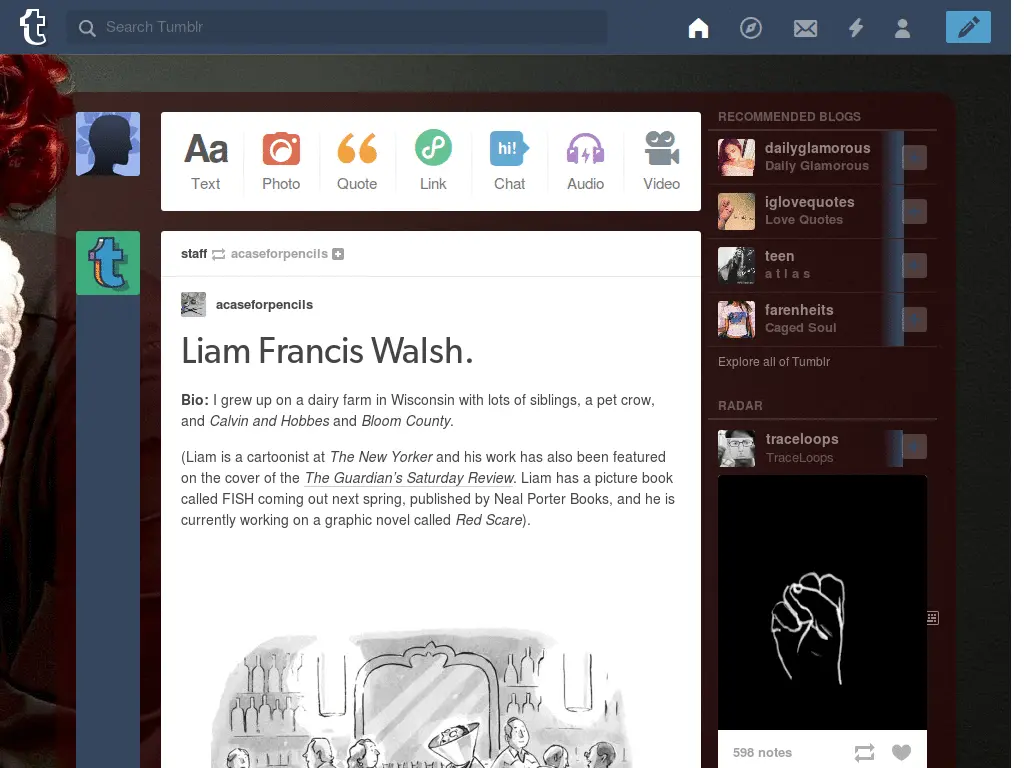 t
Search Tumblr
Aa
hi!
Text
Photo
Quote
Link
Chat
Audio
Video
t
staff acaseforpencils
acaseforpencils
Liam Francis Walsh.
Bio: I grew up on a dairy farm in Wisconsin with lots of siblings, a pet crow,
and Calvin and Hobbes and Bloom County.
(Liam is a cartoonist at The New Yorker and his work has also been featured
on the cover of the The Guardian’s Saturday Review. Liam has a picture book
called FISH coming out next spring, published by Neal Porter Books, and he is
currently working on a graphic novel called Red Scare).
RECOMMENDED BLOGS
dailyglamorous
Daily Glamorous
iglovequotes
Love Quotes
teen
a t l a s
farenheits
Caged Soul
Explore all of Tumblr
RADAR
traceloops
TraceLoops
598 notes